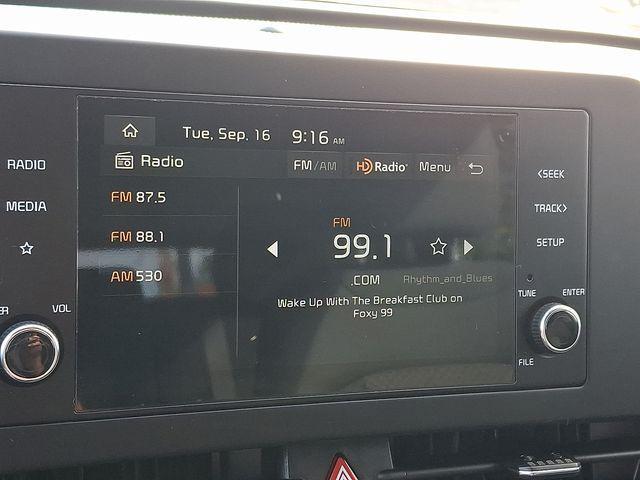 Tue, Sep. 16 9:16 AM
Radio FM/AM HD Radio Menu
RADIO
MEDIA
VOL
FM 87.5
FM 88.1
AM 530
FM
99.1
.COM Rhythm_and_Blues
Wake Up With The Breakfast Club on
Foxy 99
<SEEK
TRACK>
SETUP
TUNE ENTER
FILE